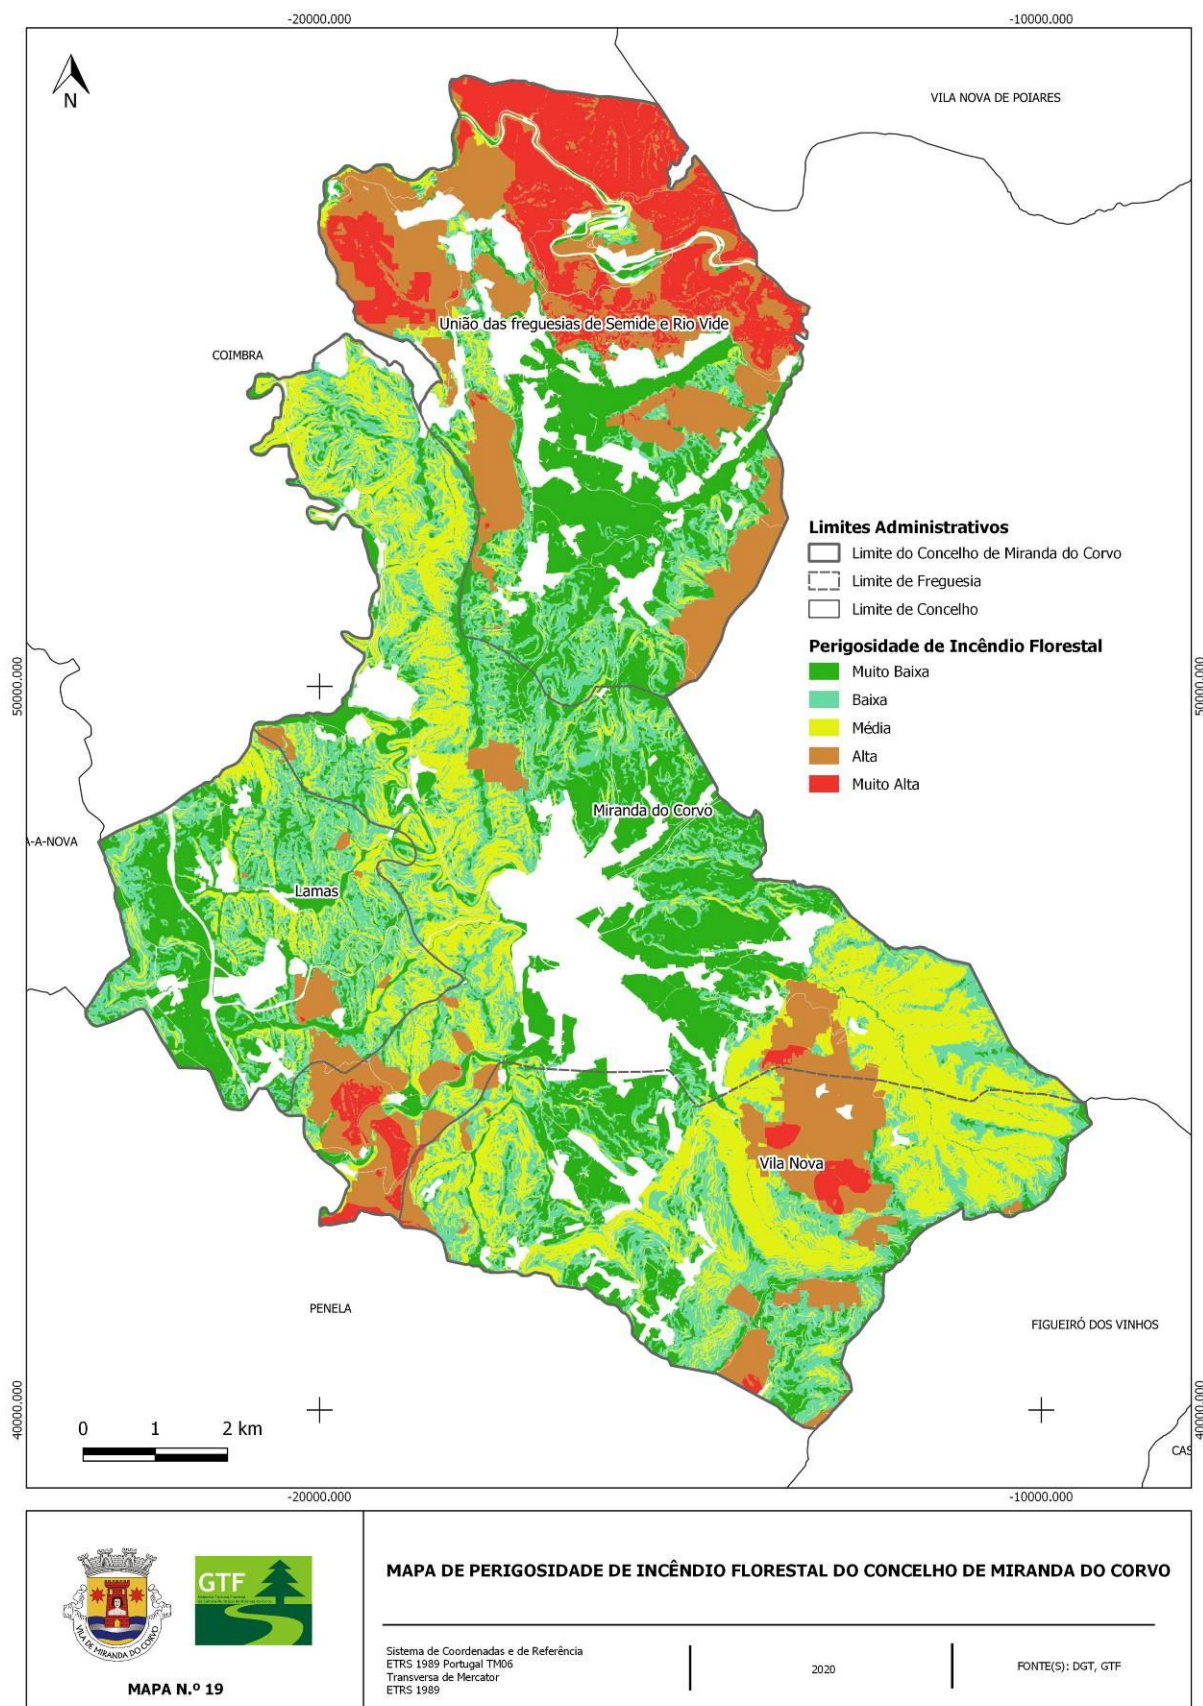 -20000.000
-10000.000
N
VILA NOVA DE POIARES
União das freguesias de Semide e Rio Vide
COIMBRA
Limites Administrativos
Limite do Concelho de Miranda do Corvo
Limite de Freguesia
Limite de Concelho
Perigosidade de Incêndio Florestal
Muito Baixa
Baixa
Média
Alta
Muito Alta
50000.000
50000.000
Miranda do Corvo
A-A-NOVA
Lamas
Vila Nova
PENELA
FIGUEIRÓ DOS VINHOS
40000.000
40000.000
0 1 2 km
CAS
-20000.000
-10000.000
GTF
VILA DE MIRANDA DO CORVO
MAPA N.º 19
MAPA DE PERIGOSIDADE DE INCÊNDIO FLORESTAL DO CONCELHO DE MIRANDA DO CORVO
Sistema de Coordenadas e de Referência
ETRS 1989 Portugal TM06
Transversa de Mercator
ETRS 1989
2020
FONTE(S): DGT, GTF